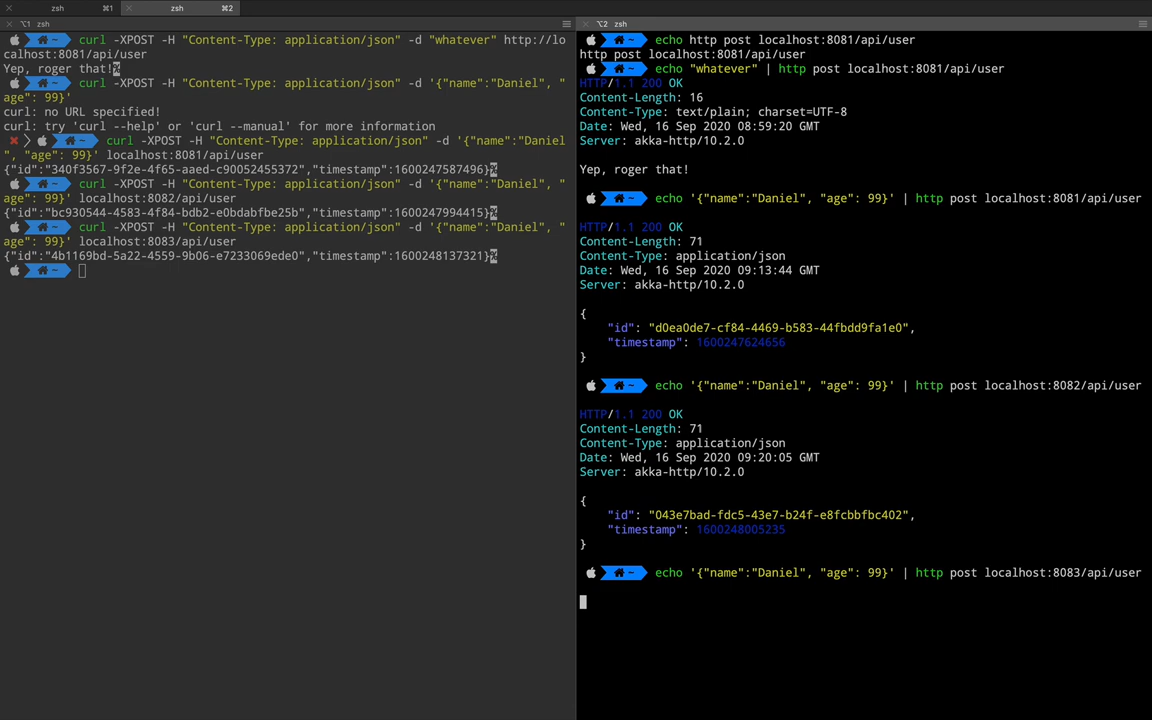 zsh ⌘1 zsh ⌘2
⌥1 zsh
~ curl -XPOST -H "Content-Type: application/json" -d "whatever" http://lo
calhost:8081/api/user
Yep, roger that!%
~ curl -XPOST -H "Content-Type: application/json" -d '{"name":"Daniel", "
age": 99}'
curl: no URL specified!
curl: try 'curl --help' or 'curl --manual' for more information
~ curl -XPOST -H "Content-Type: application/json" -d '{"name":"Daniel
", "age": 99}' localhost:8081/api/user
{"id":"340f3567-9f2e-4f65-aaed-c90052455372","timestamp":1600247587496}%
~ curl -XPOST -H "Content-Type: application/json" -d '{"name":"Daniel", "
age": 99}' localhost:8082/api/user
{"id":"bc930544-4583-4f84-bdb2-e0bdabfbe25b","timestamp":1600247994415}%
~ curl -XPOST -H "Content-Type: application/json" -d '{"name":"Daniel", "
age": 99}' localhost:8083/api/user
{"id":"4b1169bd-5a22-4559-9b06-e7233069ede0","timestamp":1600248137321}%
~
⌥2 zsh
~ echo http post localhost:8081/api/user
http post localhost:8081/api/user
~ echo "whatever" | http post localhost:8081/api/user
HTTP/1.1 200 OK
Content-Length: 16
Content-Type: text/plain; charset=UTF-8
Date: Wed, 16 Sep 2020 08:59:20 GMT
Server: akka-http/10.2.0
Yep, roger that!
~ echo '{"name":"Daniel", "age": 99}' | http post localhost:8081/api/user
HTTP/1.1 200 OK
Content-Length: 71
Content-Type: application/json
Date: Wed, 16 Sep 2020 09:13:44 GMT
Server: akka-http/10.2.0
{
"id": "d0ea0de7-cf84-4469-b583-44fbdd9fa1e0",
"timestamp": 1600247624656
}
~ echo '{"name":"Daniel", "age": 99}' | http post localhost:8082/api/user
HTTP/1.1 200 OK
Content-Length: 71
Content-Type: application/json
Date: Wed, 16 Sep 2020 09:20:05 GMT
Server: akka-http/10.2.0
{
"id": "043e7bad-fdc5-43e7-b24f-e8fcbbfbc402",
"timestamp": 1600248005235
}
~ echo '{"name":"Daniel", "age": 99}' | http post localhost:8083/api/user